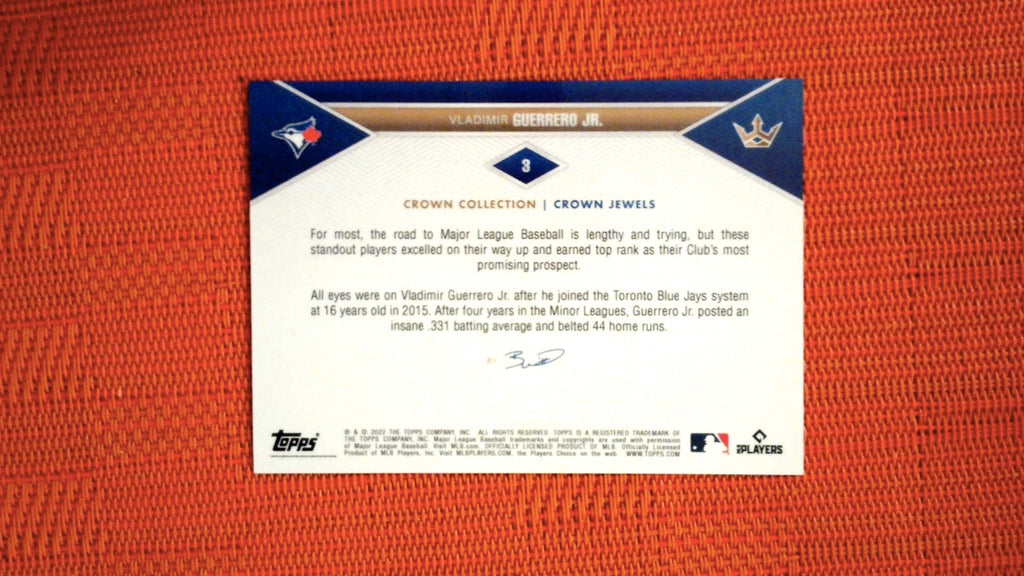 VLADIMIR GUERRERO JR.
3
CROWN COLLECTION | CROWN JEWELS
For most, the road to Major League Baseball is lengthy and trying, but these
standout players excelled on their way up and earned top rank as their Club's most
promising prospect.
All eyes were on Vladimir Guerrero Jr. after he joined the Toronto Blue Jays system
at 16 years old in 2015. After four years in the Minor Leagues, Guerrero Jr. posted an
insane .331 batting average and belted 44 home runs.
BY
topps
® & © 2022 THE TOPPS COMPANY, INC. ALL RIGHTS RESERVED. TOPPS IS A REGISTERED TRADEMARK OF
THE TOPPS COMPANY, INC. Major League Baseball trademarks and copyrights are used with permission
of Major League Baseball. Visit MLB.com. OFFICIALLY LICENSED PRODUCT OF MLB Officially Licensed
Product of MLB Players, Inc. Visit MLBPLAYERS.COM, the Players Choice on the web. WWW.TOPPS.COM
PLAYERS